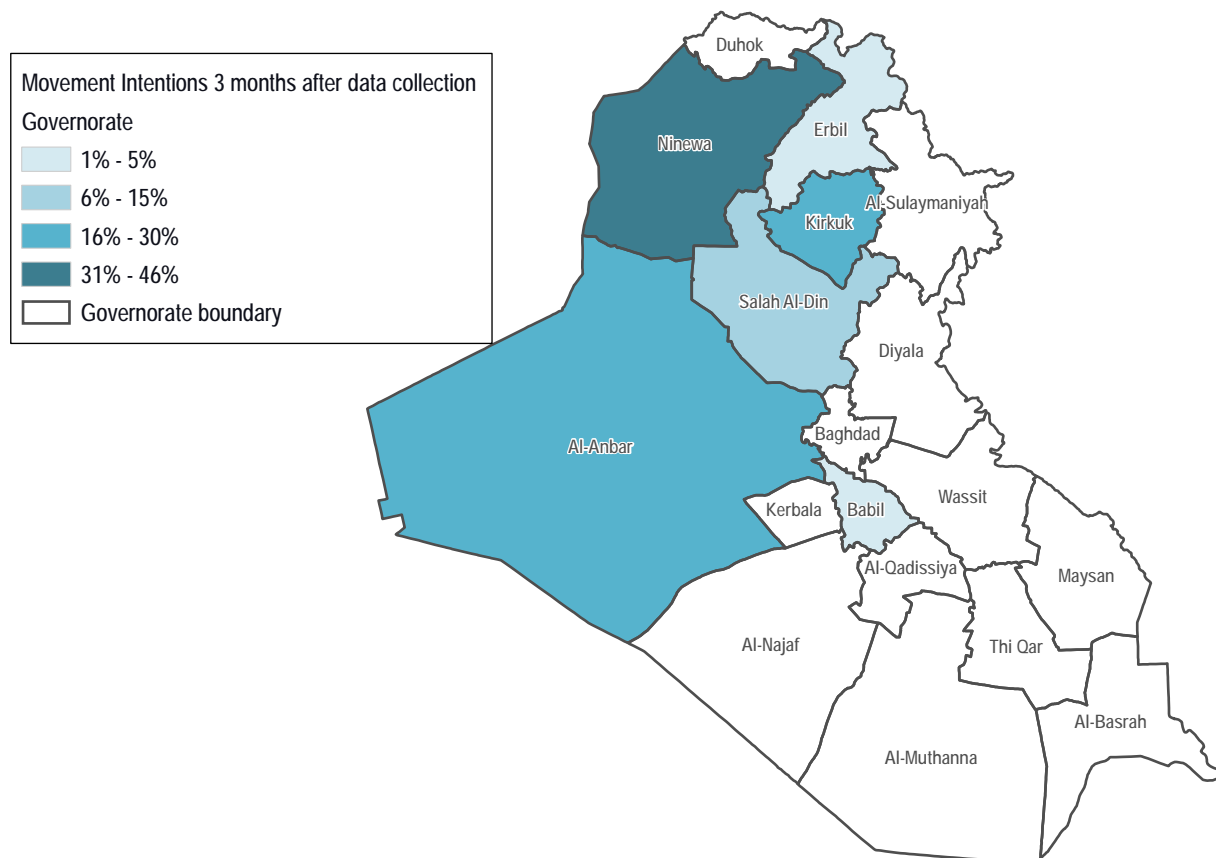 Movement Intentions 3 months after data collection
Governorate
1% - 5%
6% - 15%
16% - 30%
31% - 46%
Governorate boundary
Duhok
Erbil
Ninewa
Al-Sulaymaniyah
Kirkuk
Salah Al-Din
Diyala
Baghdad
Al-Anbar
Wassit
Kerbala
Babil
Al-Qadissiya
Maysan
Al-Najaf
Thi Qar
Al-Basrah
Al-Muthanna